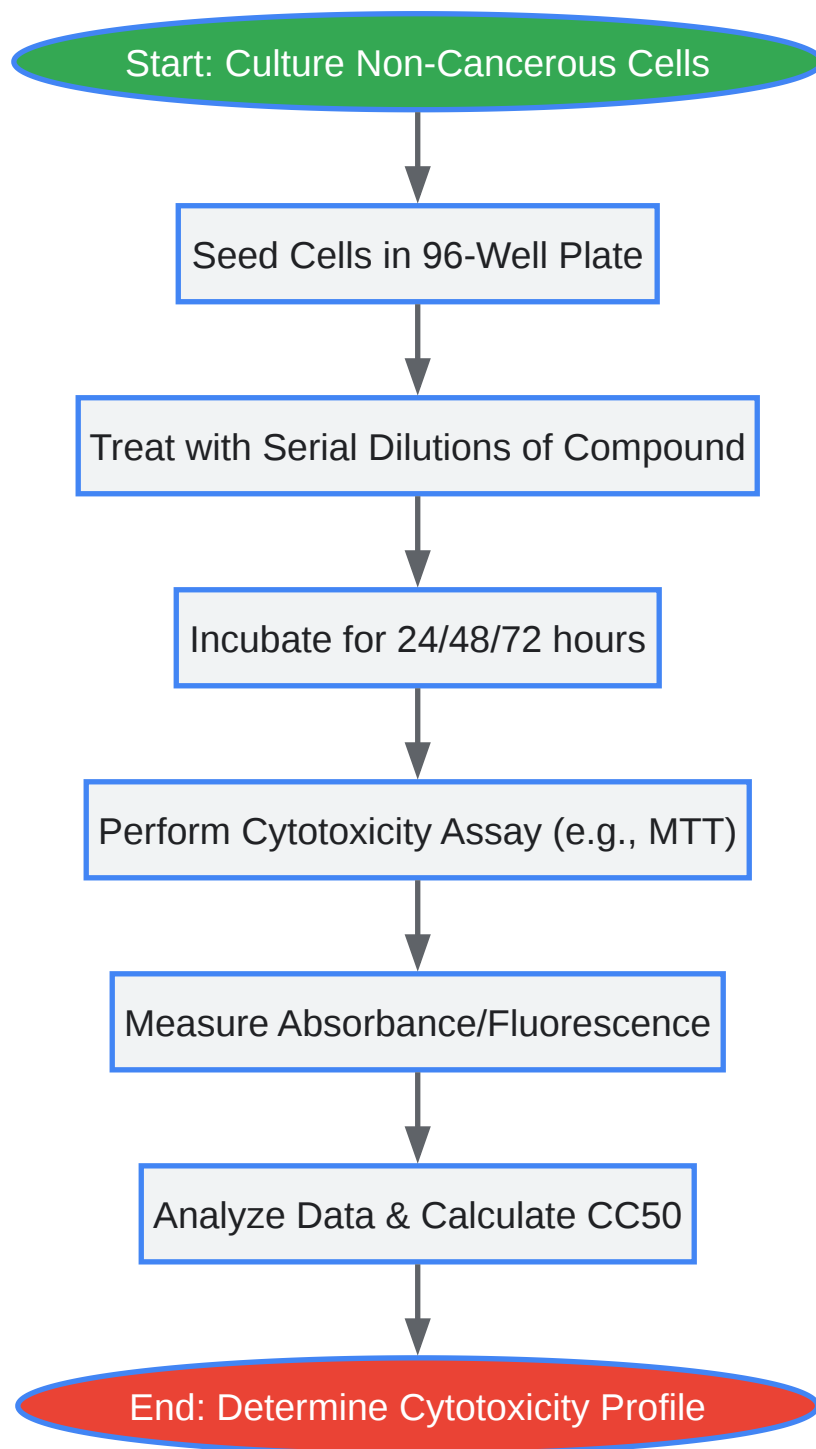 Start: Culture Non-Cancerous Cells
Seed Cells in 96-Well Plate
Treat with Serial Dilutions of Compound
Incubate for 24/48/72 hours
Perform Cytotoxicity Assay (e.g., MTT)
Measure Absorbance/Fluorescence
Analyze Data & Calculate CC50
End: Determine Cytotoxicity Profile